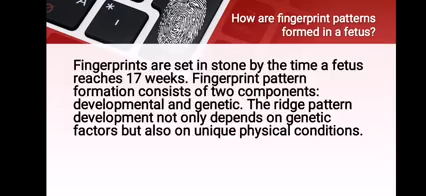 How are fingerprint patterns
formed in a fetus?
Fingerprints are set in stone by the time a fetus
reaches 17 weeks. Fingerprint pattern
formation consists of two components:
developmental and genetic. The ridge pattern
development not only depends on genetic
factors but also on unique physical conditions.